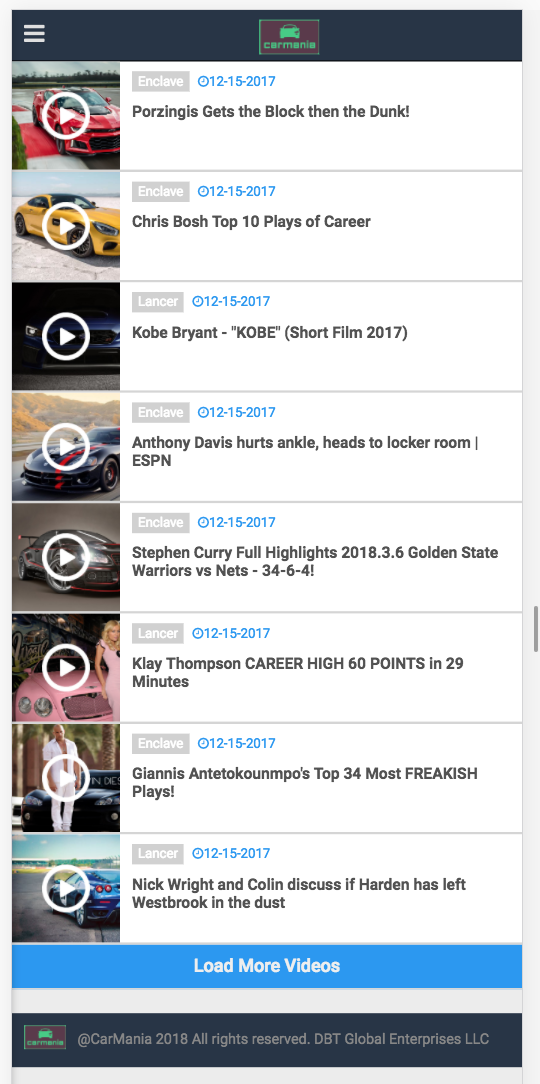 carmania
Enclave 12-15-2017
Porzingis Gets the Block then the Dunk!
Enclave 12-15-2017
Chris Bosh Top 10 Plays of Career
Lancer 12-15-2017
Kobe Bryant - "KOBE" (Short Film 2017)
Enclave 12-15-2017
Anthony Davis hurts ankle, heads to locker room |
ESPN
Enclave 12-15-2017
Stephen Curry Full Highlights 2018.3.6 Golden State
Warriors vs Nets - 34-6-4!
Lancer 12-15-2017
Klay Thompson CAREER HIGH 60 POINTS in 29
Minutes
Enclave 12-15-2017
Giannis Antetokounmpo's Top 34 Most FREAKISH
Plays!
Lancer 12-15-2017
Nick Wright and Colin discuss if Harden has left
Westbrook in the dust
Load More Videos
carmania @CarMania 2018 All rights reserved. DBT Global Enterprises LLC